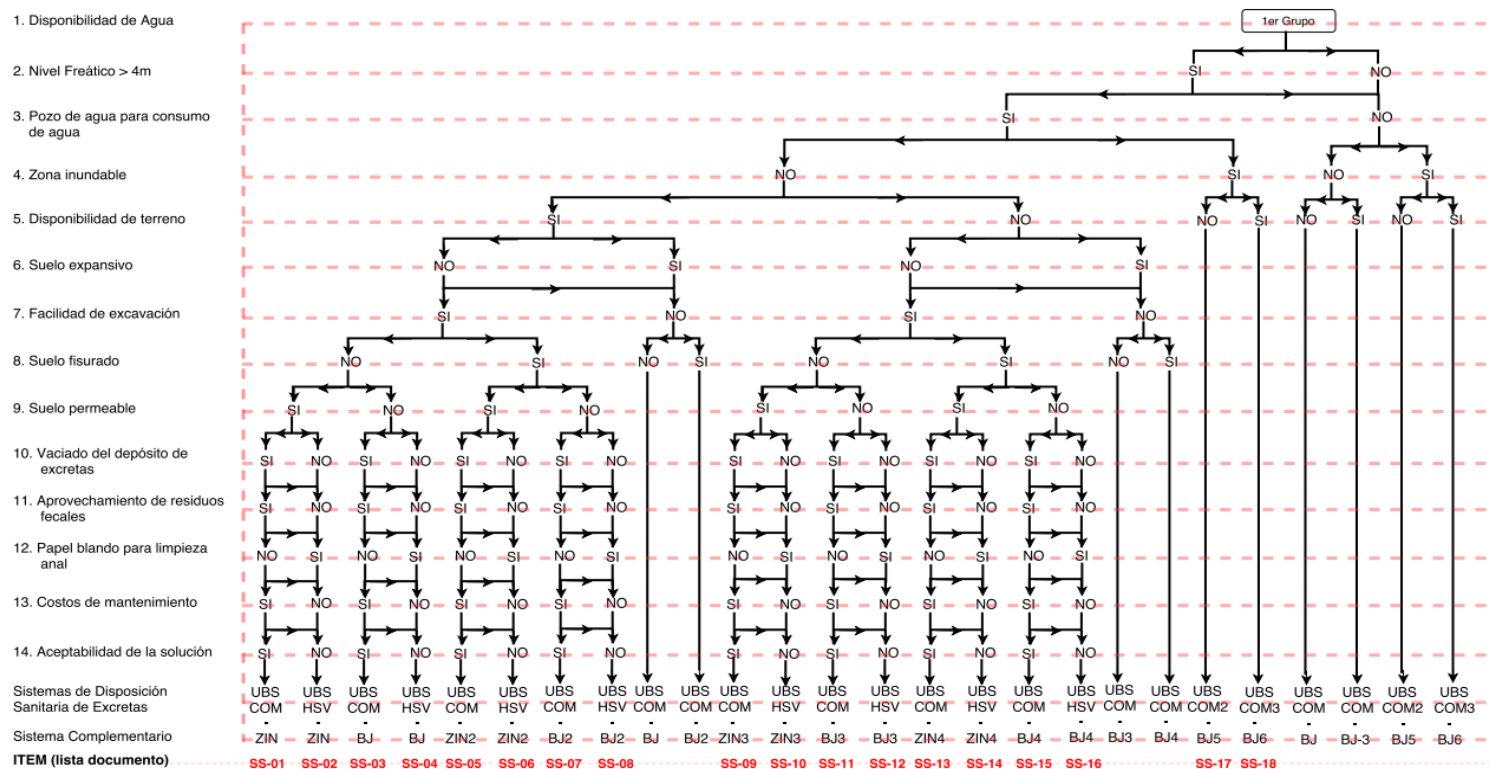 1. Disponibilidad de Agua
1er Grupo
2. Nivel Freático > 4m
SI NO
3. Pozo de agua para consumo
de agua
SI NO
4. Zona inundable
NO SI NO SI
5. Disponibilidad de terreno
SI NO NO SI NO SI NO SI
6. Suelo expansivo
NO SI NO SI
7. Facilidad de excavación
SI NO SI NO
8. Suelo fisurado
NO SI NO SI NO SI NO SI
9. Suelo permeable
SI NO SI NO SI NO SI NO
10. Vaciado del depósito de
excretas
SI NO SI NO SI NO SI NO SI NO SI NO SI NO SI NO
11. Aprovechamiento de residuos
fecales
SI NO SI NO SI NO SI NO SI NO SI NO SI NO SI NO
12. Papel blando para limpieza
anal
NO SI NO SI NO SI NO SI NO SI NO SI NO SI NO SI
13. Costos de mantenimiento
SI NO SI NO SI NO SI NO SI NO SI NO SI NO SI NO
14. Aceptabilidad de la solución
SI NO SI NO SI NO SI NO SI NO SI NO SI NO SI NO
Sistemas de Disposición
Sanitaria de Excretas
UBS UBS UBS UBS UBS UBS UBS UBS UBS UBS UBS UBS UBS UBS UBS UBS UBS UBS UBS UBS UBS UBS UBS UBS UBS UBS
COM HSV COM HSV COM HSV COM HSV COM COM COM HSV COM HSV COM HSV COM HSV COM COM COM2 COM3 COM COM COM2 COM3
- - - - - - - - - - - - - - - - - - - - - - - - - -
Sistema Complementario
ZIN ZIN BJ BJ ZIN2 ZIN2 BJ2 BJ2 BJ BJ2 ZIN3 ZIN3 BJ3 BJ3 ZIN4 ZIN4 BJ4 BJ4 BJ3 BJ4 BJ5 BJ6 BJ BJ-3 BJ5 BJ6
ITEM (lista documento)
SS-01 SS-02 SS-03 SS-04 SS-05 SS-06 SS-07 SS-08 SS-09 SS-10 SS-11 SS-12 SS-13 SS-14 SS-15 SS-16 SS-17 SS-18